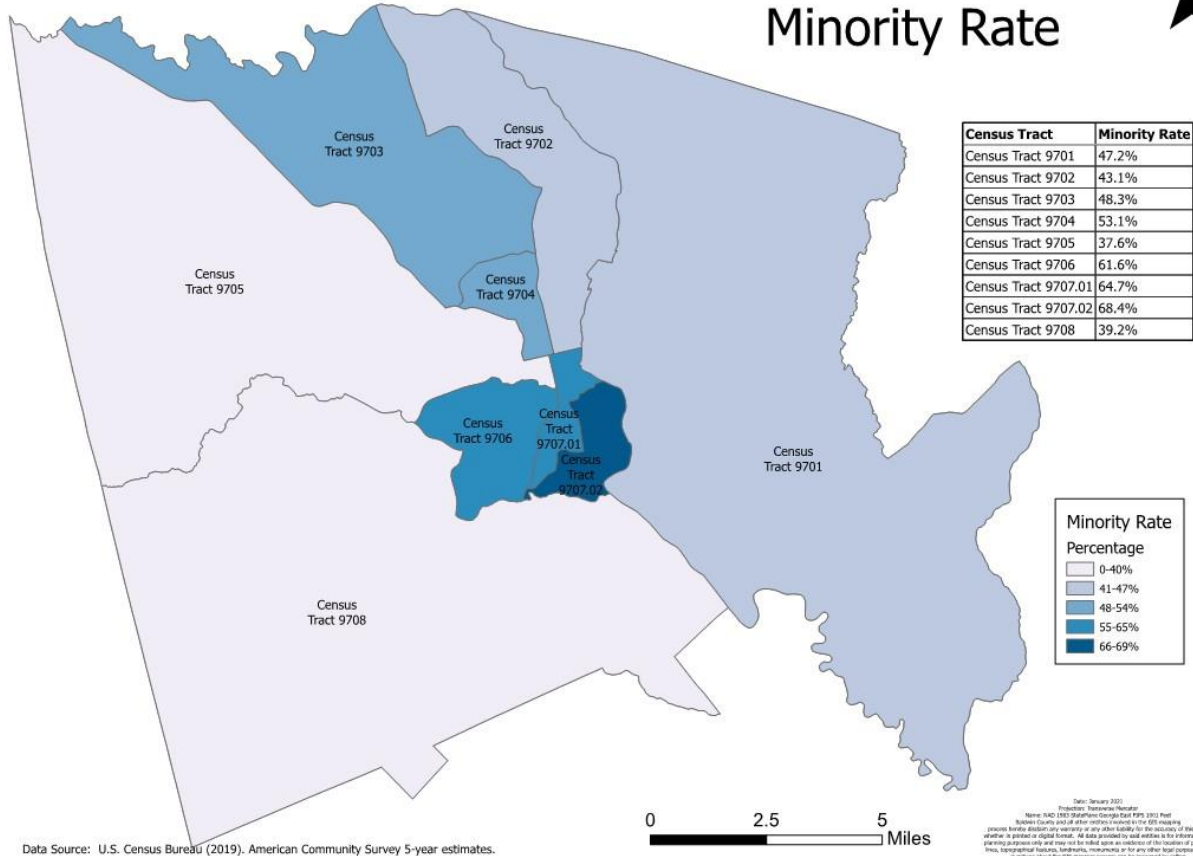 Minority Rate
Census Tract Minority Rate
Census Tract 9701 47.2%
Census Tract 9702 43.1%
Census Tract 9703 48.3%
Census Tract 9704 53.1%
Census Tract 9705 37.6%
Census Tract 9706 61.6%
Census Tract 9707.01 64.7%
Census Tract 9707.02 68.4%
Census Tract 9708 39.2%
Census
Tract 9702
Census
Tract 9703
Census
Tract 9705
Census
Tract 9704
Census
Tract 9706
Census
Tract
9707.01
Census
Tract
9707.02
Census
Tract 9701
Census
Tract 9708
Minority Rate
Percentage
0-40%
41-47%
48-54%
55-65%
66-69%
0 2.5 5
Miles
Data Source: U.S. Census Bureau (2019). American Community Survey 5-year estimates.
Date: January 2021
Projection: Transverse Mercator